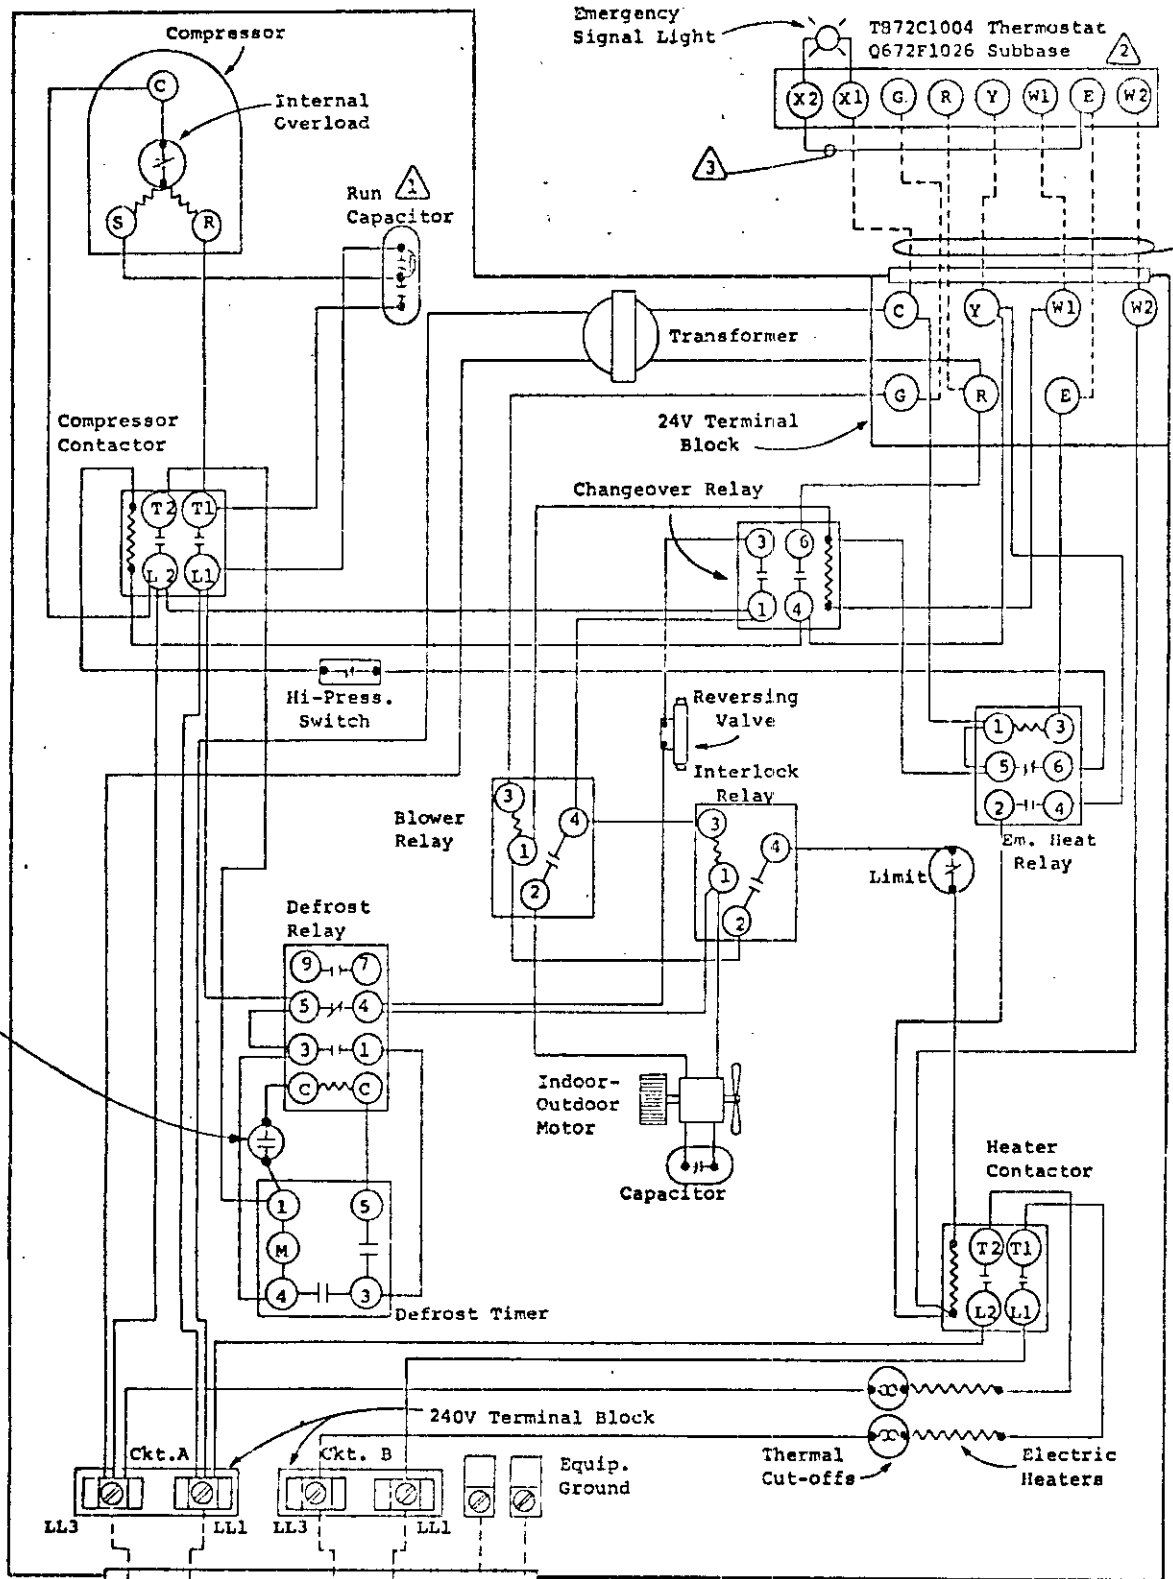 Emergency
Signal Light
T872C1004 Thermostat
Q672F1026 Subbase
2
X2 X1 G R Y W1 E W2
3
Compressor
C
Internal
Overload
S R
Run 1
Capacitor
C Y W1 W2
Transformer
G R E
24V Terminal
Block
Compressor
Contactor
T2 T1
L2 L1
Changeover Relay
3 6
1 4
Hi-Press.
Switch
Reversing
Valve
1 3
5 6
2 4
Em. Heat
Relay
Blower
Relay
3
4
1
2
Interlock
Relay
3
4
1
2
Limit
Defrost
Relay
9 7
5 4
3 1
C C
Indoor-
Outdoor
Motor
Capacitor
1 5
M
4 3
Defrost Timer
Heater
Contactor
T2 T1
L2 L1
240V Terminal Block
Ckt.A
LL3 LL1
Ckt. B
LL3 LL1
Equip.
Ground
Thermal
Cut-offs
Electric
Heaters